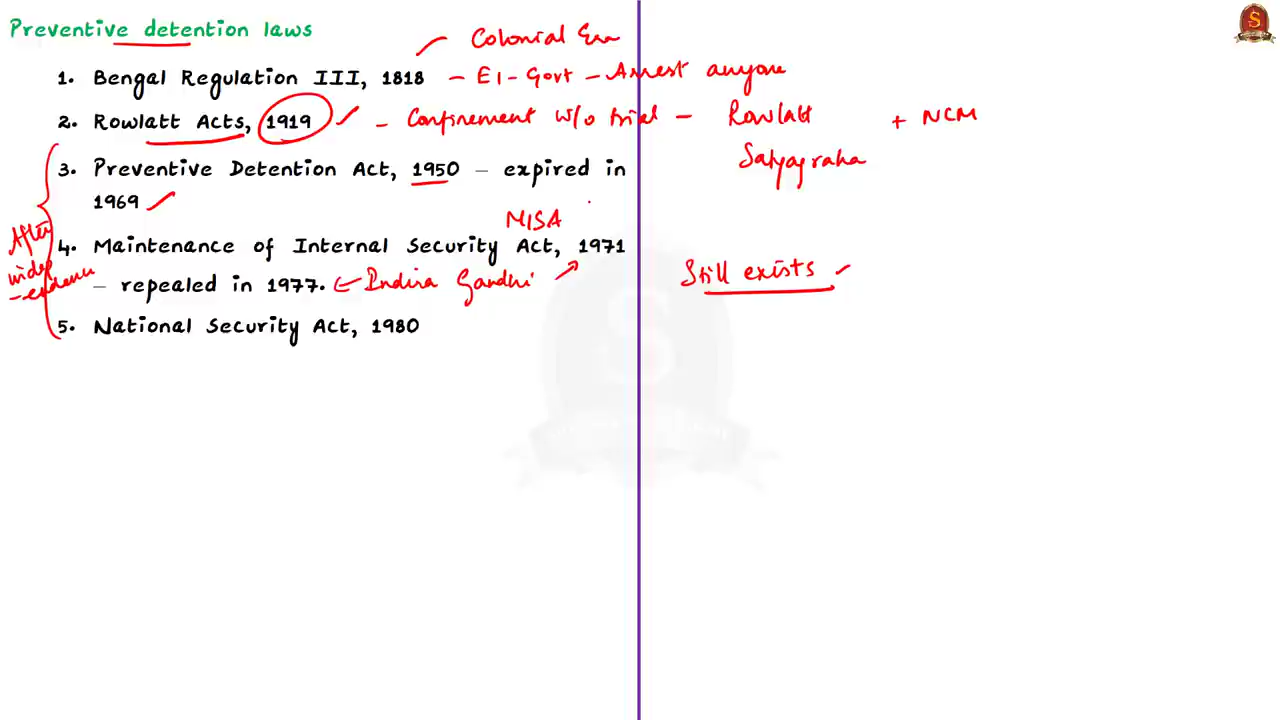 Preventive detention laws
Colonial Era
1. Bengal Regulation III, 1818 – EI – Govt – Arrest anyone
2. Rowlatt Acts, 1919 – Confinement w/o trial – Rowlatt + NCM
Satyagraha
3. Preventive Detention Act, 1950 – expired in
1969
After
indep
-endence
MISA
4. Maintenance of Internal Security Act, 1971
– repealed in 1977. Indira Gandhi
Still exists
5. National Security Act, 1980
S